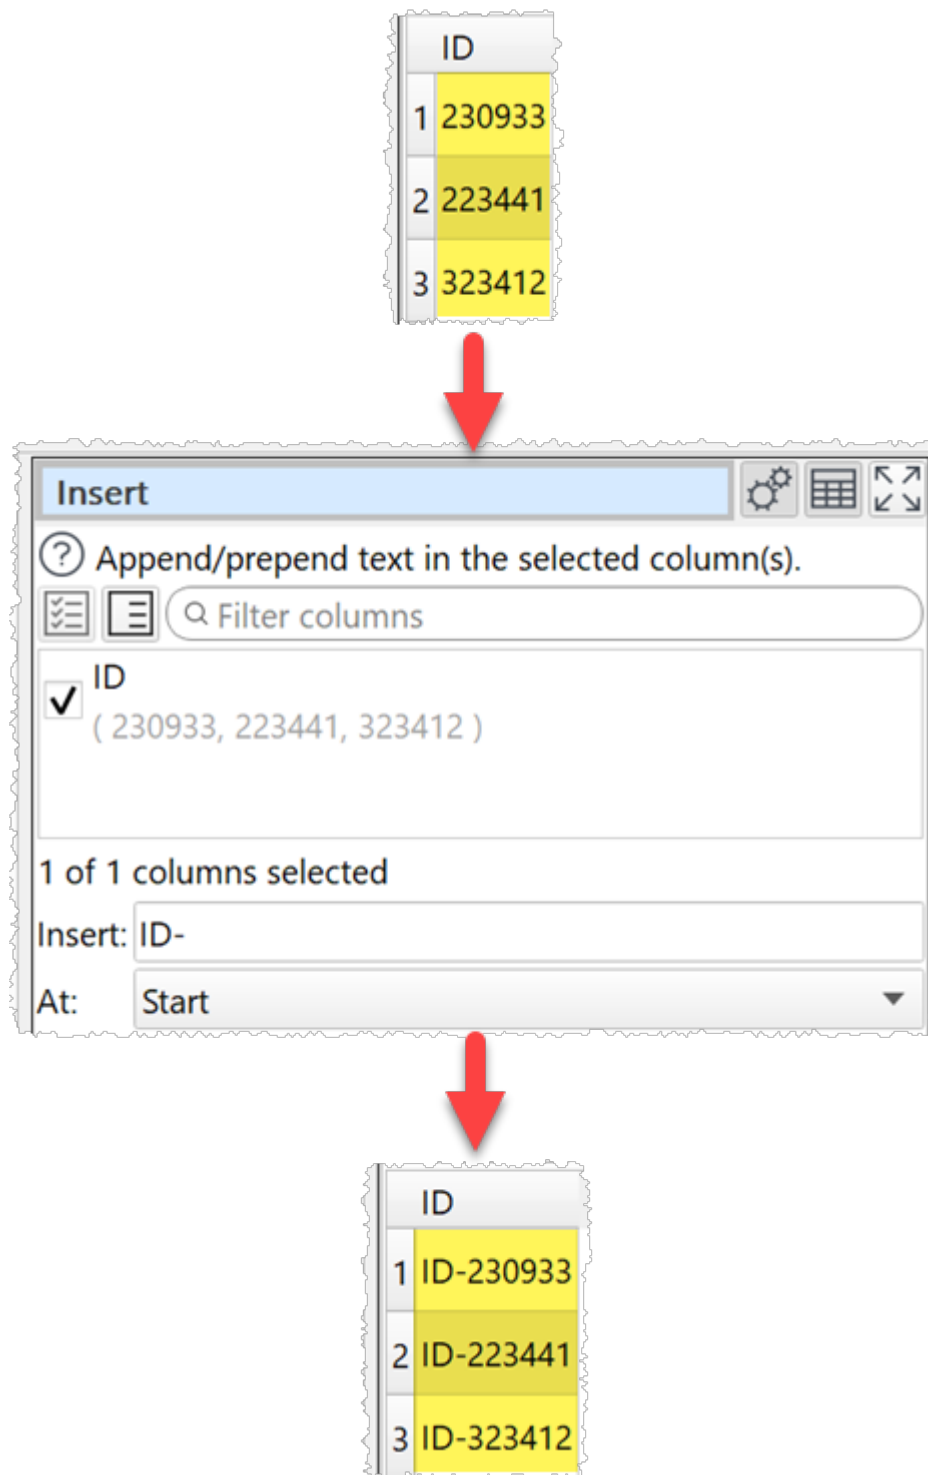 ID
1 230933
2 223441
3 323412
Insert
? Append/prepend text in the selected column(s).
Filter columns
ID
( 230933, 223441, 323412 )
1 of 1 columns selected
Insert: ID-
At: Start
ID
1 ID-230933
2 ID-223441
3 ID-323412